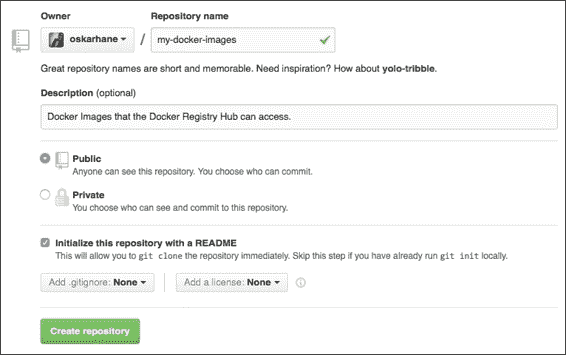 Owner Repository name
oskarhane / my-docker-images
Great repository names are short and memorable. Need inspiration? How about yolo-tribble.
Description (optional)
Docker Images that the Docker Registry Hub can access.
Public
Anyone can see this repository. You choose who can commit.
Private
You choose who can see and commit to this repository.
Initialize this repository with a README
This will allow you to git clone the repository immediately. Skip this step if you have already run git init locally.
Add .gitignore: None Add a license: None
Create repository